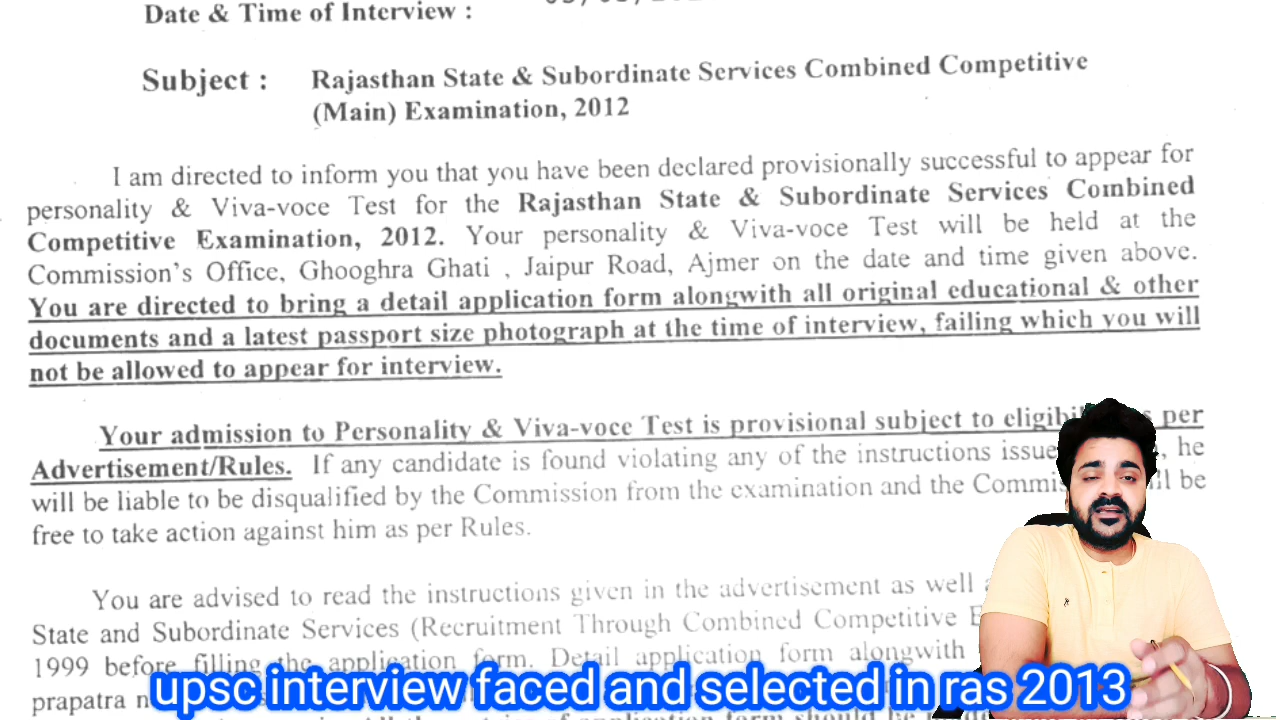 Date & Time of Interview :
Subject : Rajasthan State & Subordinate Services Combined Competitive
(Main) Examination, 2012
I am directed to inform you that you have been declared provisionally successful to appear for
personality & Viva-voce Test for the Rajasthan State & Subordinate Services Combined
Competitive Examination, 2012. Your personality & Viva-voce Test will be held at the
Commission's Office, Ghooghra Ghati , Jaipur Road, Ajmer on the date and time given above.
You are directed to bring a detail application form alongwith all original educational & other
documents and a latest passport size photograph at the time of interview, failing which you will
not be allowed to appear for interview.
Your admission to Personality & Viva-voce Test is provisional subject to per
Advertisement/Rules. If any candidate is found violating any of the instructions he
will be liable to be disqualified by the Commission from the examination and the be
free to take action against him as per Rules.
You are advised to read the instructions given in the advertisement as well
State and Subordinate Services (Recruitment Through Combined Competitive
1999 before filling the application form. Detail application form alongwith
prapatra
upsc interview faced and selected in ras 2013